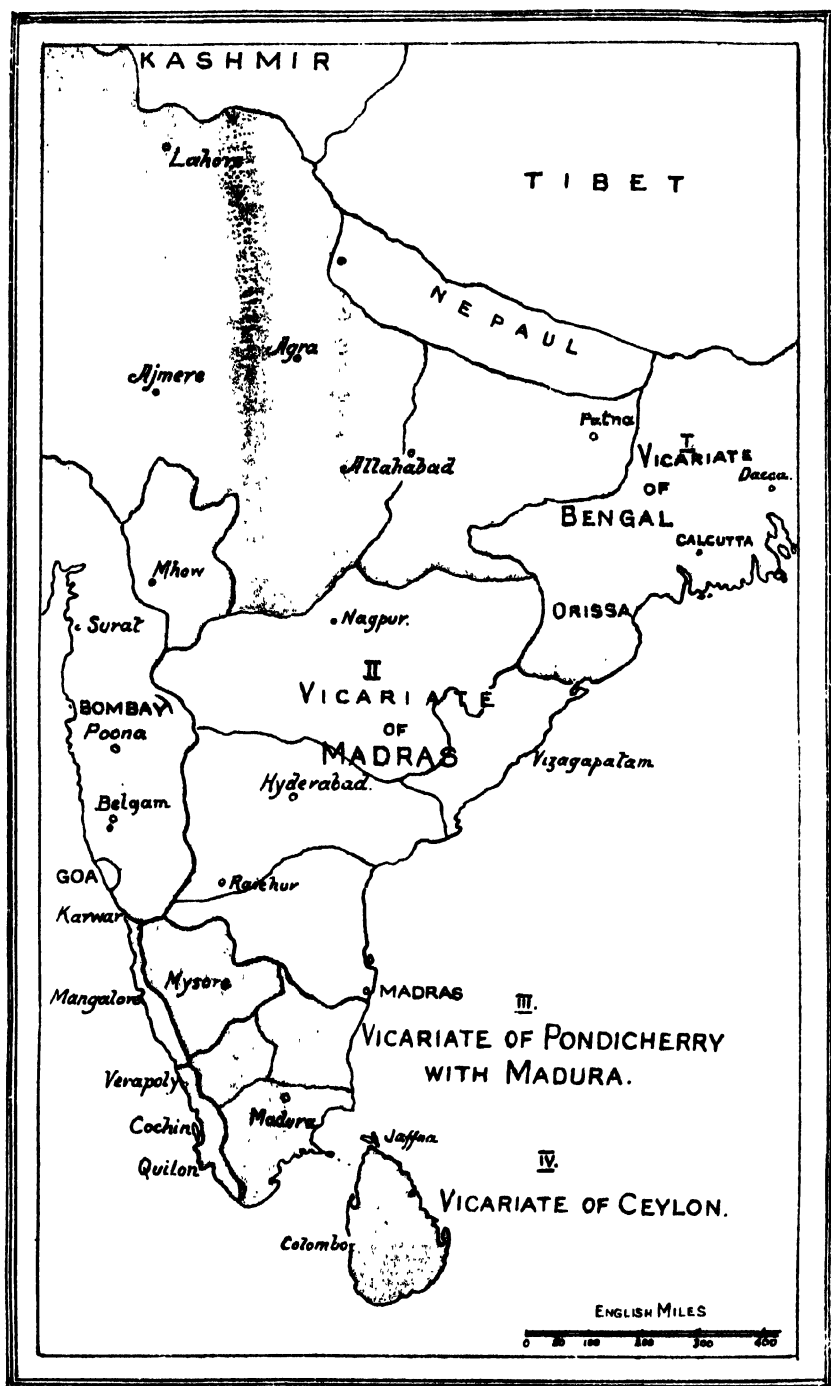 KASHMIR
Lahore
TIBET
NEPAUL
Agra
Ajmere
Patna
I
VICARIATE
OF
BENGAL
Dacca.
Allahabad
CALCUTTA
Mhow
ORISSA
Surat
Nagpur.
II
VICARIATE
OF
MADRAS
BOMBAY
Poona
Vizagapatam
Hyderabad.
Belgam
GOA
Raichur
Karwar
Mysore
Mangalore
MADRAS
III.
VICARIATE OF PONDICHERRY
WITH MADURA.
Verapoly
Madura
Cochin
Jaffna
Quilon
IV.
VICARIATE OF CEYLON.
Colombo
ENGLISH MILES
0 50 100 200 300 400